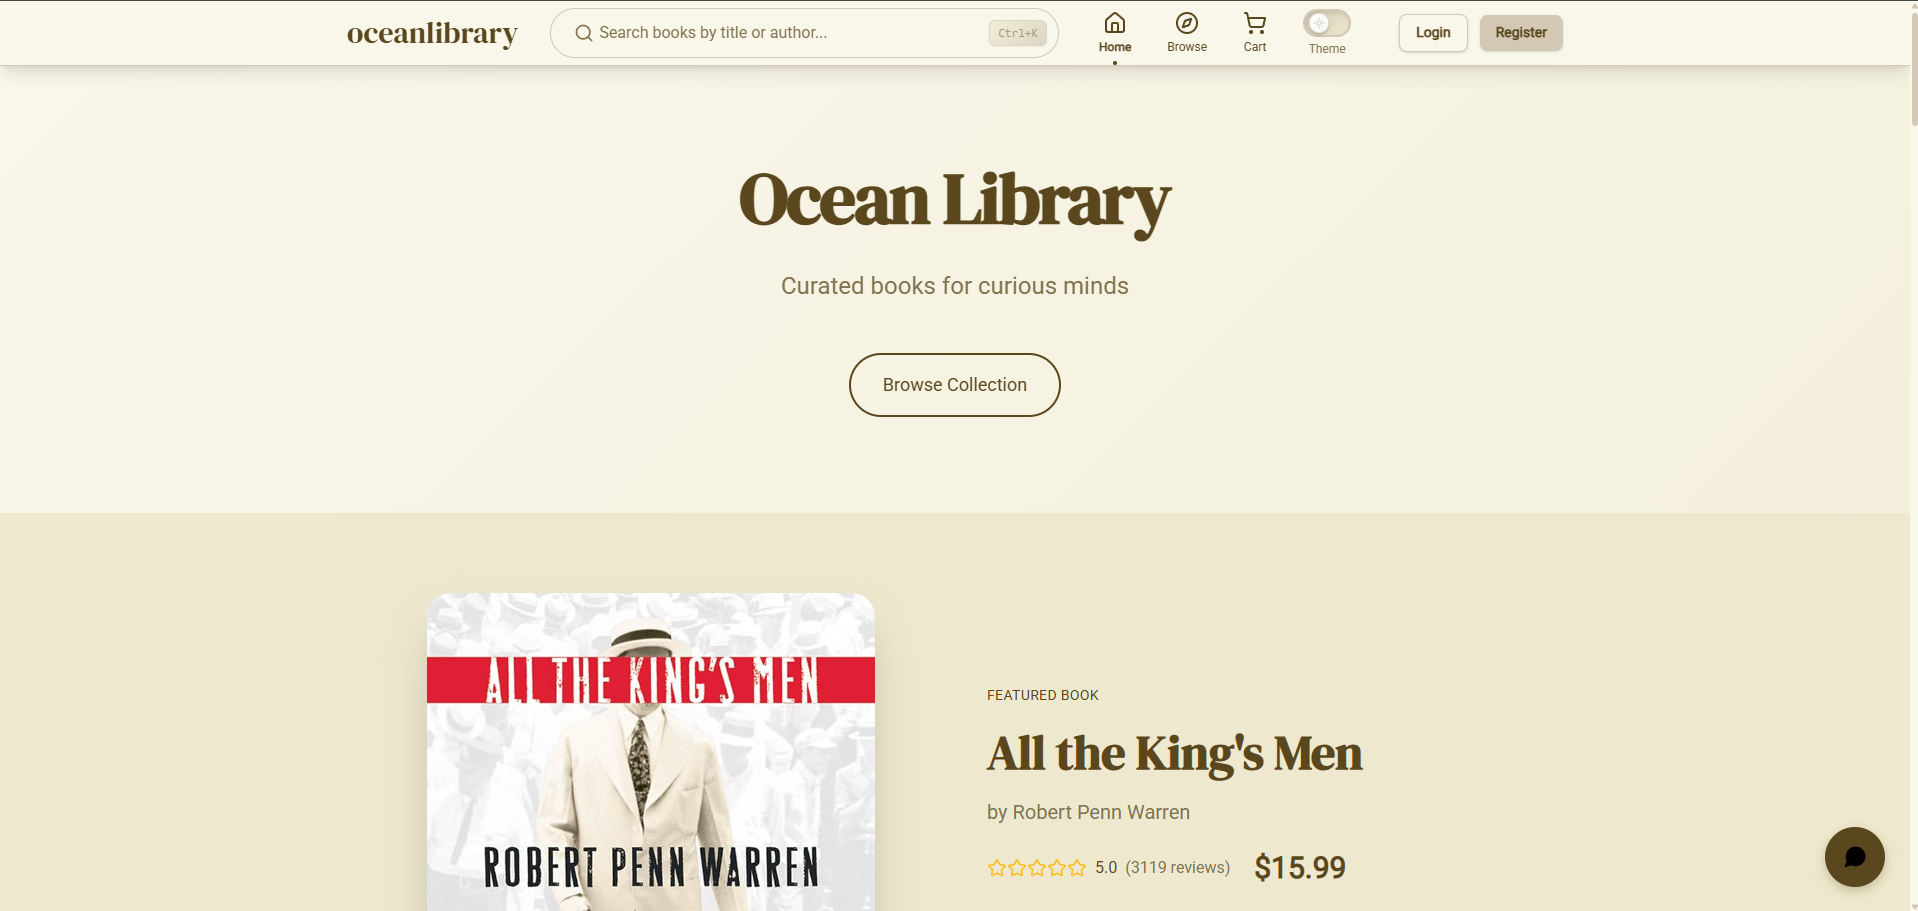 oceanlibrary
Search books by title or author...
Ctrl+K
Home
Browse
Cart
Theme
Login
Register
Ocean Library
Curated books for curious minds
Browse Collection
ALL THE KING'S MEN
ROBERT PENN WARREN
FEATURED BOOK
All the King's Men
by Robert Penn Warren
5.0 (3119 reviews) $15.99